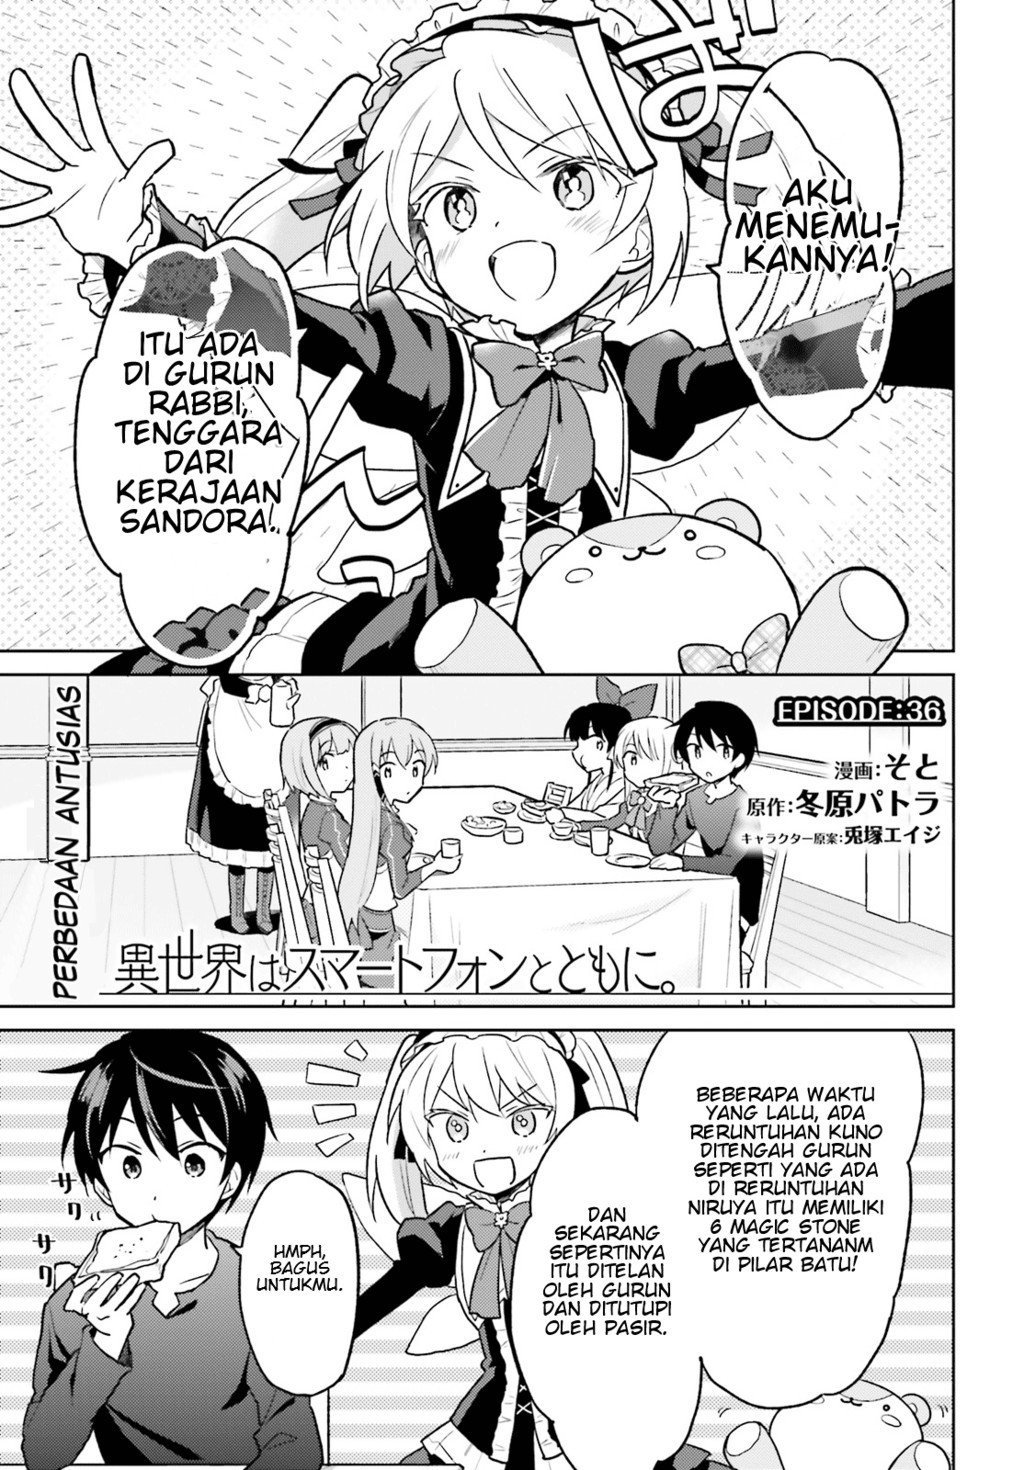 ばーん
AKU
MENEMU-
KANNYA!
ITU ADA
DI GURUN
RABBI,
TENGGARA
DARI
KERAJAAN
SANDORA!.
EPISODE:36
漫画:そと
原作:冬原パトラ
キャラクター原案:兎塚エイジ
PERBEDAAN ANTUSIAS
異世界はスマートフォンとともに。
BEBERAPA WAKTU
YANG LALU, ADA
RERUNTUHAN KUNO
DITENGAH GURUN
SEPERTI YANG ADA
DI RERUNTUHAN
NIRUYA ITU MEMILIKI
6 MAGIC STONE
YANG TERTANANM
DI PILAR BATU!
DAN
SEKARANG
SEPERTINYA
ITU DITELAN
OLEH GURUN
DAN DITUTUPI
OLEH PASIR.
HMPH,
BAGUS
UNTUKMU.
サク
サク